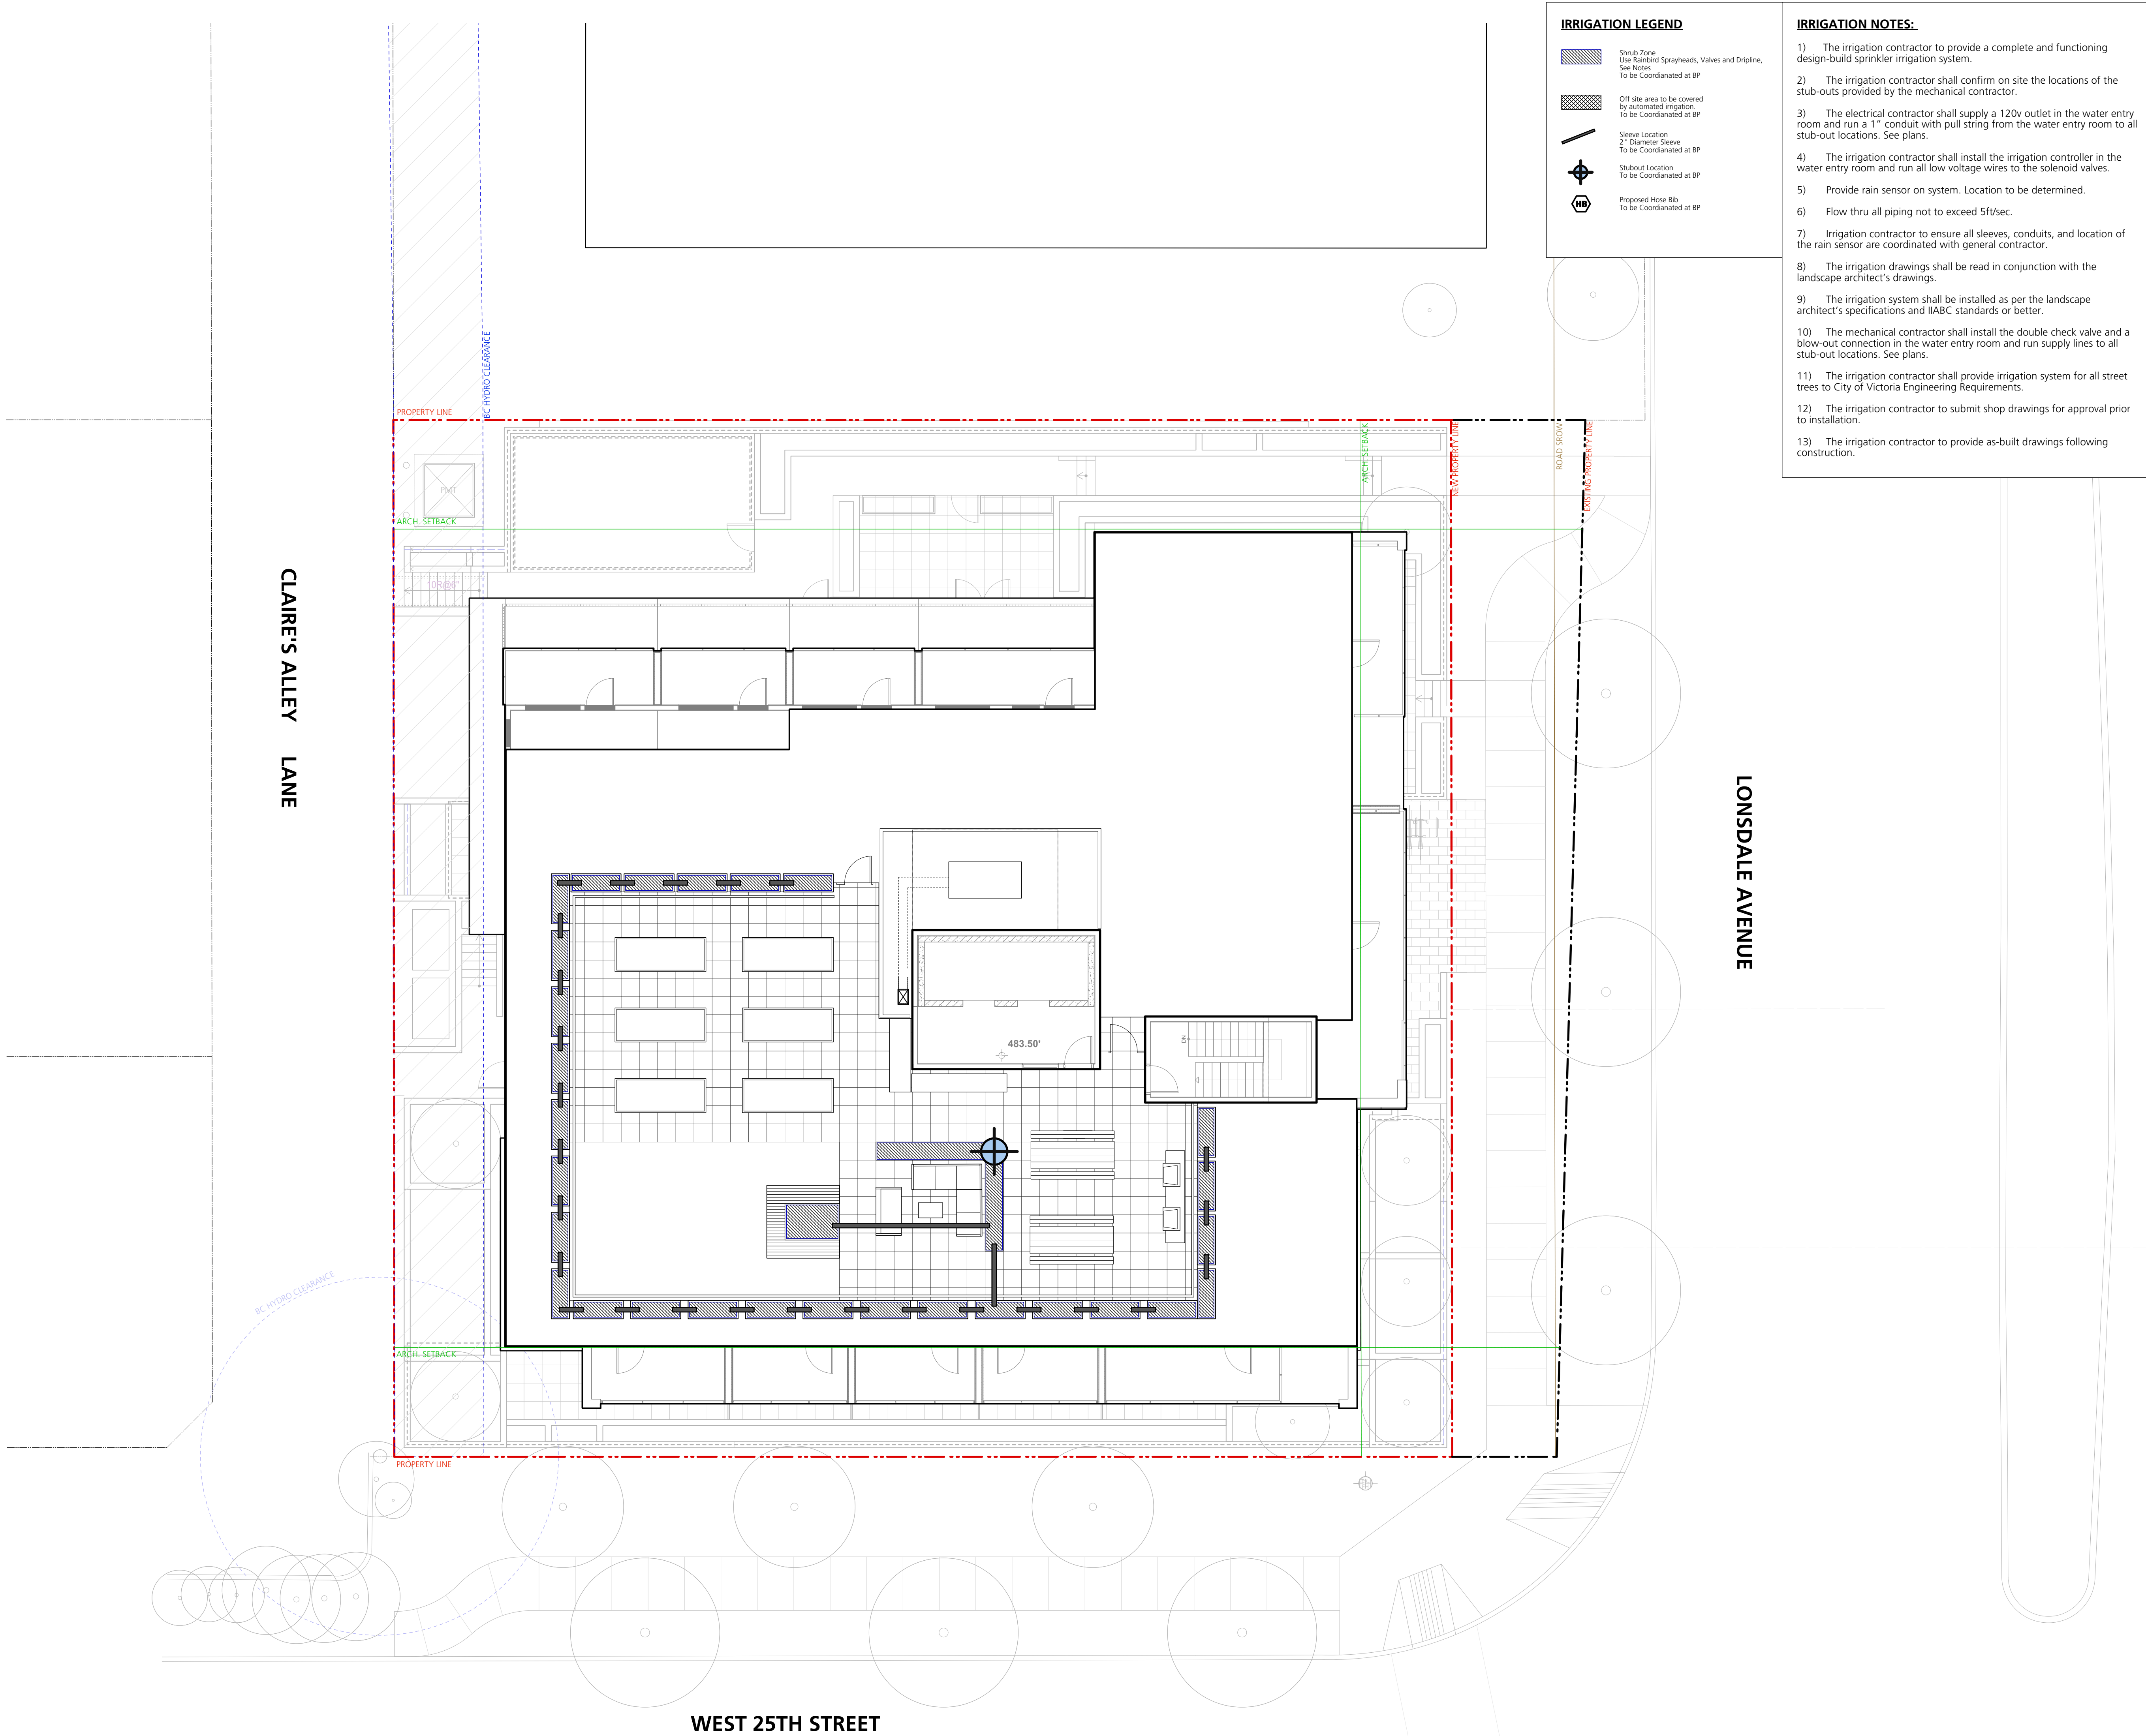 IRRIGATION LEGEND
Shrub Zone
Use Rainbird Sprayheads, Valves and Dripline,
See Notes
To be Coordianated at BP
Off site area to be covered
by automated irrigation.
To be Coordianated at BP
Sleeve Location
2" Diameter Sleeve
To be Coordianated at BP
Stubout Location
To be Coordianated at BP
HB
Proposed Hose Bib
To be Coordianated at BP
IRRIGATION NOTES:
1) The irrigation contractor to provide a complete and functioning
design-build sprinkler irrigation system.
2) The irrigation contractor shall confirm on site the locations of the
stub-outs provided by the mechanical contractor.
3) The electrical contractor shall supply a 120v outlet in the water entry
room and run a 1" conduit with pull string from the water entry room to all
stub-out locations. See plans.
4) The irrigation contractor shall install the irrigation controller in the
water entry room and run all low voltage wires to the solenoid valves.
5) Provide rain sensor on system. Location to be determined.
6) Flow thru all piping not to exceed 5ft/sec.
7) Irrigation contractor to ensure all sleeves, conduits, and location of
the rain sensor are coordinated with general contractor.
8) The irrigation drawings shall be read in conjunction with the
landscape architect's drawings.
9) The irrigation system shall be installed as per the landscape
architect's specifications and IIABC standards or better.
10) The mechanical contractor shall install the double check valve and a
blow-out connection in the water entry room and run supply lines to all
stub-out locations. See plans.
11) The irrigation contractor shall provide irrigation system for all street
trees to City of Victoria Engineering Requirements.
12) The irrigation contractor to submit shop drawings for approval prior
to installation.
13) The irrigation contractor to provide as-built drawings following
construction.
BC HYDRO CLEARANCE
PROPERTY LINE
ARCH. SETBACK
NEW PROPERTY LINE
ROAD SROW
EXISTING PROPERTY LINE
PMT
ARCH. SETBACK
CLAIRE'S ALLEY LANE
LONSDALE AVENUE
483.50'
DN
BC HYDRO CLEARANCE
ARCH. SETBACK
PROPERTY LINE
WEST 25TH STREET